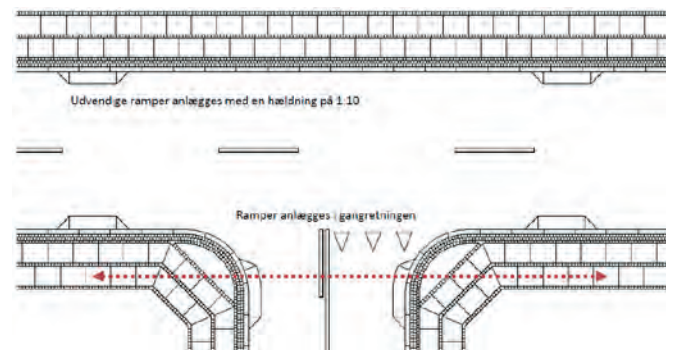 Udvendige ramper anlægges med en hældning på 1:10
Ramper anlægges i gangretningen